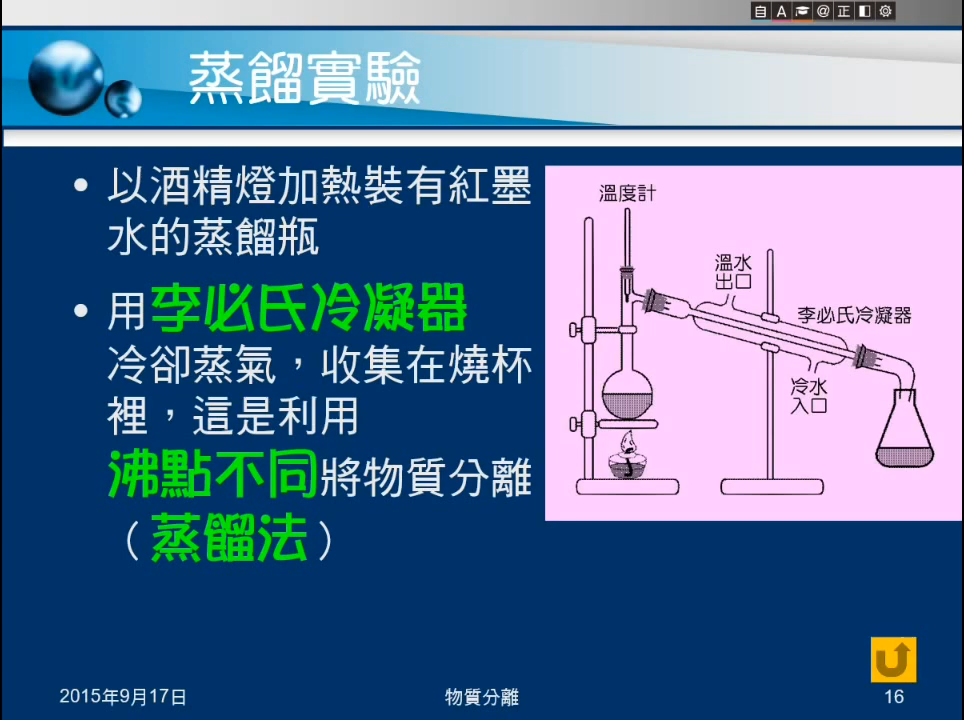 自 A @ 正
蒸餾實驗
• 以酒精燈加熱裝有紅墨
水的蒸餾瓶
• 用李必氏冷凝器
冷卻蒸氣，收集在燒杯
裡，這是利用
沸點不同將物質分離
（蒸餾法）
溫度計
溫水
出口
李必氏冷凝器
冷水
入口
2015年9月17日
物質分離
16